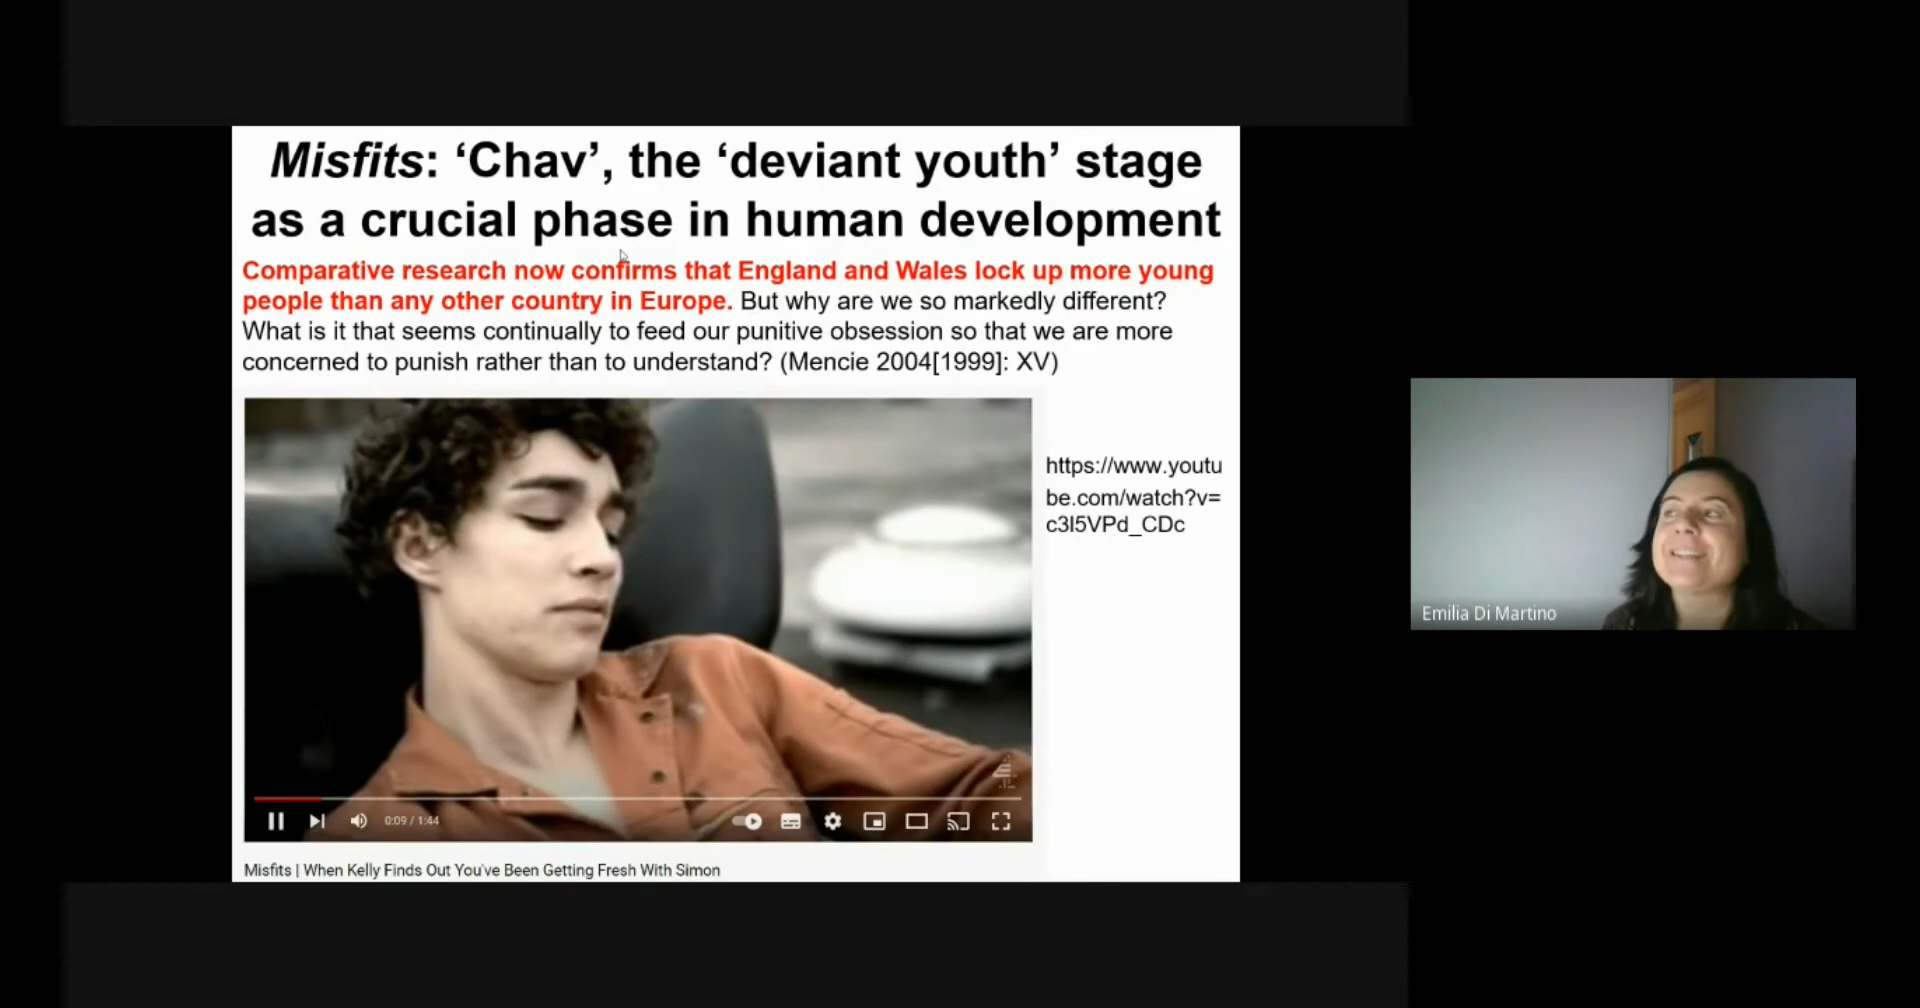 Misfits: ‘Chav’, the ‘deviant youth’ stage
as a crucial phase in human development
Comparative research now confirms that England and Wales lock up more young
people than any other country in Europe. But why are we so markedly different?
What is it that seems continually to feed our punitive obsession so that we are more
concerned to punish rather than to understand? (Mencie 2004[1999]: XV)
https://www.youtu
be.com/watch?v=
c3I5VPd_CDc
0:09 / 1:44
Misfits | When Kelly Finds Out You've Been Getting Fresh With Simon
Emilia Di Martino